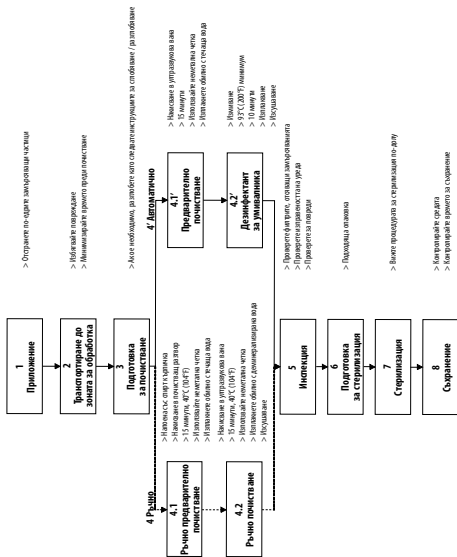 1
Приложение
> Отстранете по-едрите замърсяващи частици
2
Транспортиране до
зоната за обработка
> Избягвайте повреждане
> Минимизирайте времето преди почистване
3
Подготовка
за почистване
> Ако е необходимо, разглобете като следвате инструкциите за сглобяване / разглобяване
4 Ръчно
4.1
Ръчно предварително
почистване
> Напоена със спирт кърпичка
> Накисване в почистващ разтвор
> 15 минути, 40°C (104°F)
> Използвайте неметална четка
> Изплакнете обилно с течаща вода
4.2
Ръчно почистване
> Накисване в ултразвукова вана
> 15 минути, 40°C (104°F)
> Използвайте неметална четка
> Изплакнете обилно с деминерализирана вода
> Изсушаване
4' Автоматично
4.1'
Предварително
почистване
> Накисване в ултразвукова вана
> 15 минути
> Използвайте неметална четка
> Изплакнете обилно с течаща вода
4.2'
Дезинфектант
за умивалника
> Измиване
> 93°C (200°F) минимум
> 10 минути
> Изплакване
> Изсушаване
5
Инспекция
> Проверете филтрите, отсяващи замърсяванията
> Проверете изправността на уреда
> Проверете за повреди
6
Подготовка
за стерилизация
> Подходяща опаковка
7
Стерилизация
> Вижте процедурата за стерилизация по-долу
8
Съхранение
> Контролирайте средата
> Контролирайте времето за съхранение